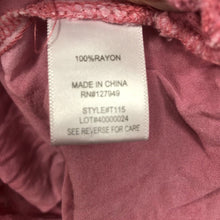 100%RAYON
MADE IN CHINA
RN#127949
STYLE#T115
LOT#40000024
SEE REVERSE FOR CARE